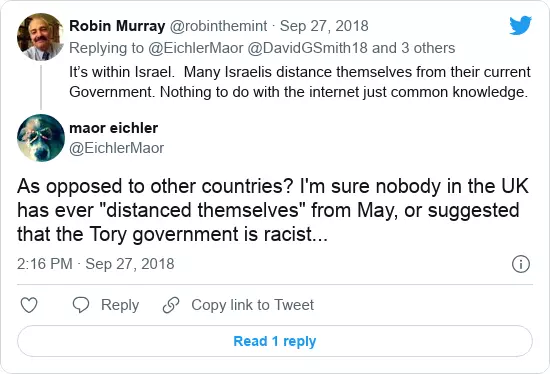 Robin Murray @robinthemint · Sep 27, 2018
Replying to @EichlerMaor @DavidGSmith18 and 3 others
It’s within Israel.  Many Israelis distance themselves from their current
Government. Nothing to do with the internet just common knowledge.
maor eichler
@EichlerMaor
As opposed to other countries? I'm sure nobody in the UK
has ever "distanced themselves" from May, or suggested
that the Tory government is racist...
2:16 PM · Sep 27, 2018
Reply
Copy link to Tweet
Read 1 reply